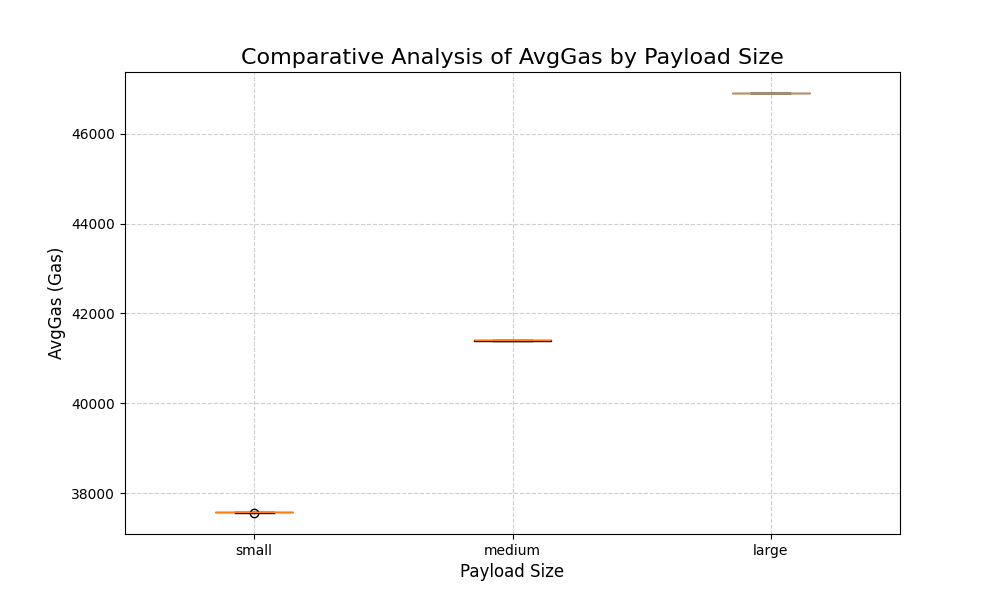 Comparative Analysis of AvgGas by Payload Size
46000
44000
42000
40000
38000
AvgGas (Gas)
small medium large
Payload Size